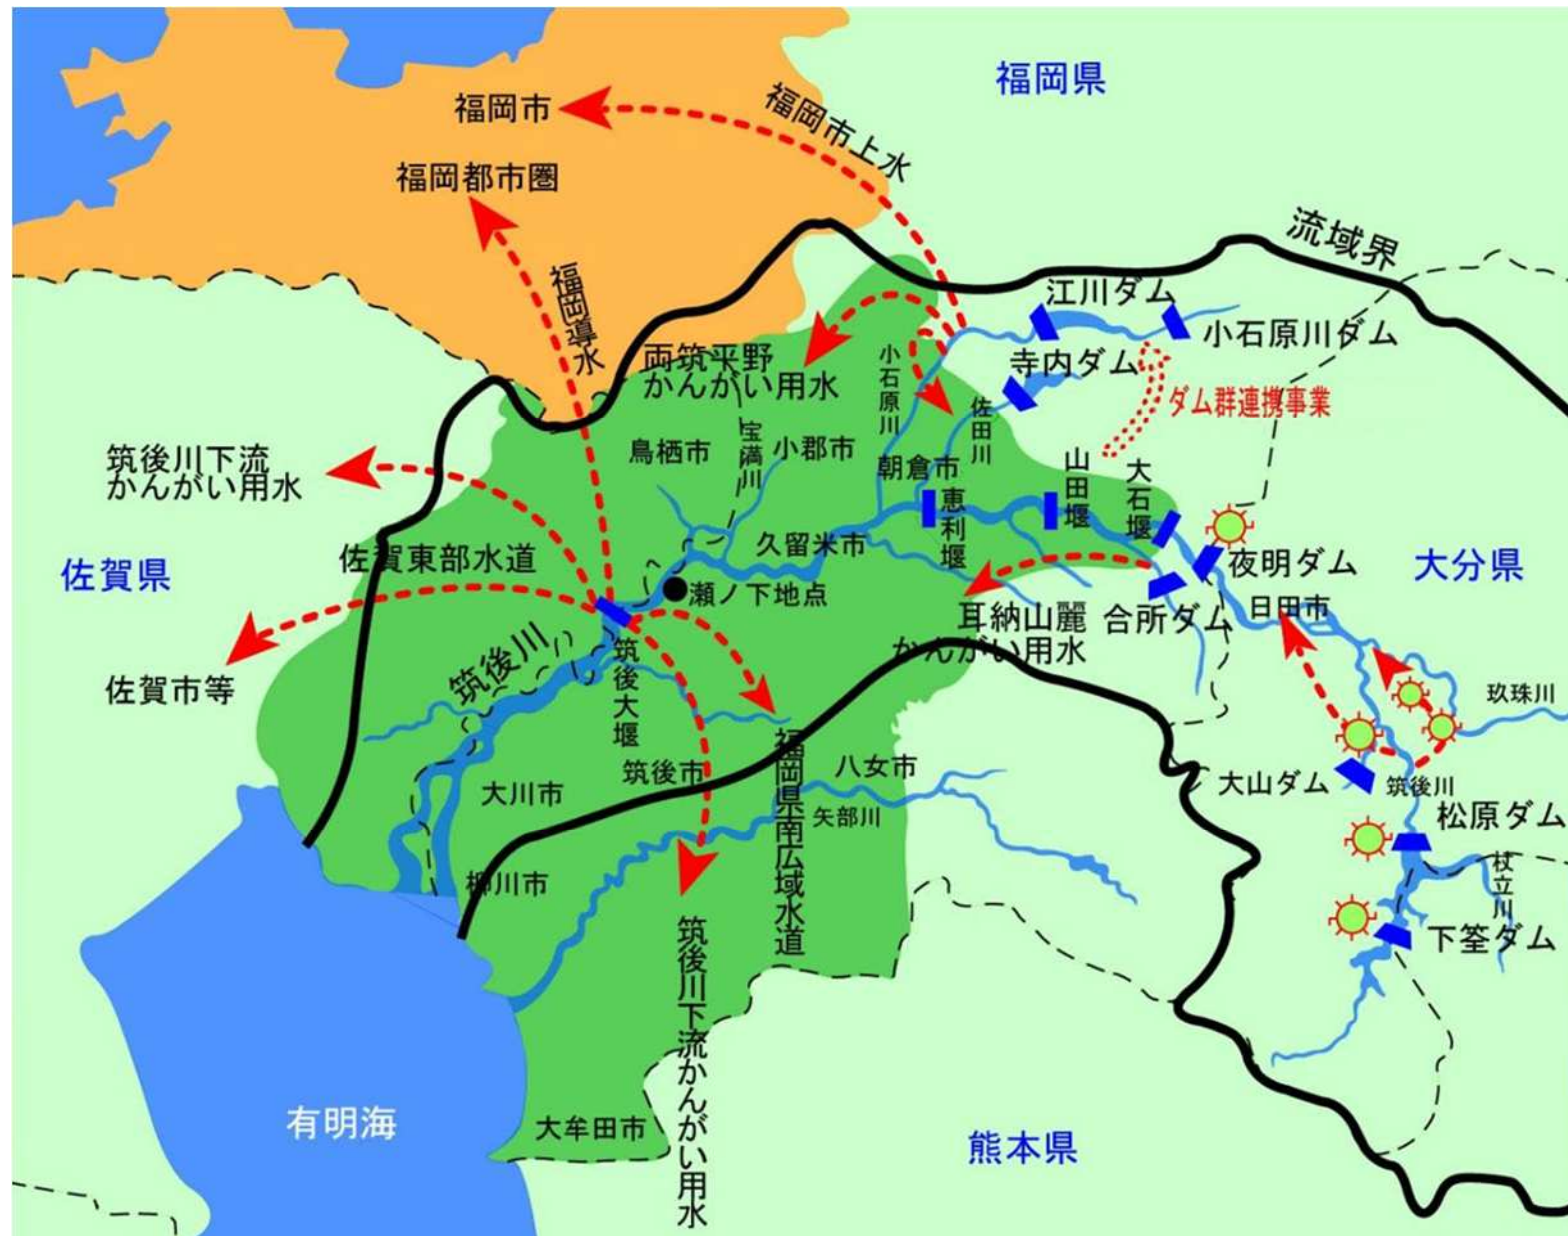 福岡県
福岡市
福岡市上水
福岡都市圏
流域界
福岡導水
江川ダム
小石原川ダム
両筑平野
かんがい用水
小石原川
寺内ダム
ダム群連携事業
佐田川
鳥栖市
宝満川
小郡市
朝倉市
山田堰
大石堰
筑後川下流
かんがい用水
恵利堰
佐賀県
佐賀東部水道
久留米市
夜明ダム
大分県
瀬ノ下地点
耳納山麓
かんがい用水
合所ダム
日田市
筑後川
筑後大堰
佐賀市等
玖珠川
福岡県南広域水道
筑後市
八女市
大川市
矢部川
大山ダム
筑後川
松原ダム
柳川市
杖立川
下筌ダム
筑後川下流かんがい用水
有明海
大牟田市
熊本県